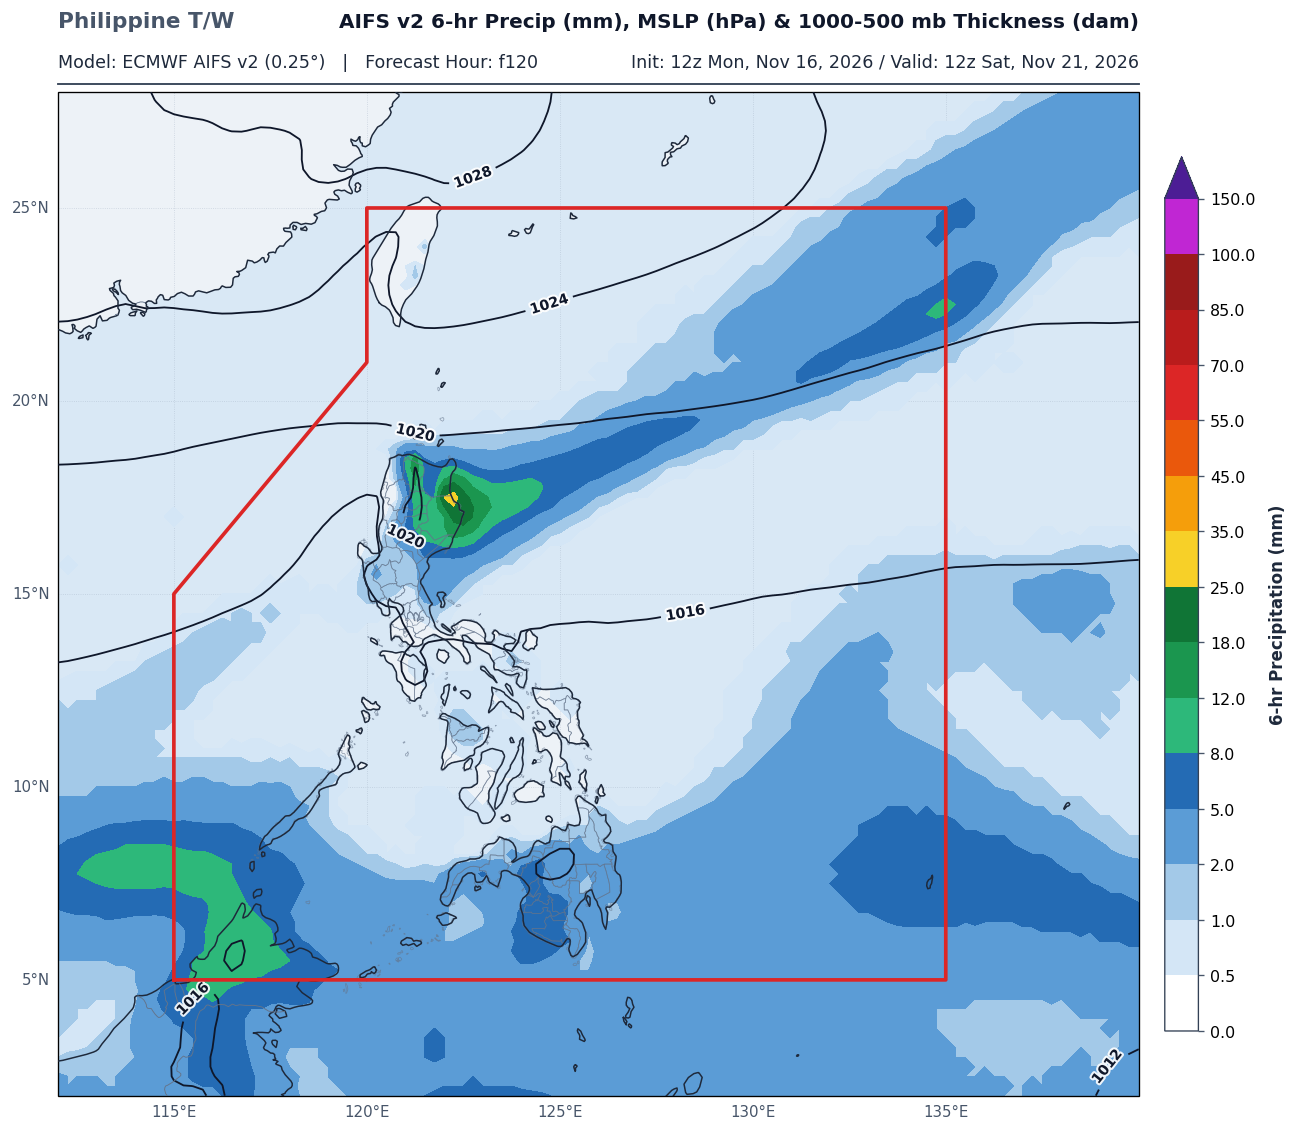 Philippine T/W
AIFS v2 6-hr Precip (mm), MSLP (hPa) & 1000-500 mb Thickness (dam)
Model: ECMWF AIFS v2 (0.25°) | Forecast Hour: f120
Init: 12z Mon, Nov 16, 2026 / Valid: 12z Sat, Nov 21, 2026
1028
1024
1020
1020
1016
1016
1012
25°N
20°N
15°N
10°N
5°N
115°E
120°E
125°E
130°E
135°E
150.0
100.0
85.0
70.0
55.0
45.0
35.0
25.0
18.0
12.0
8.0
5.0
2.0
1.0
0.5
0.0
6-hr Precipitation (mm)